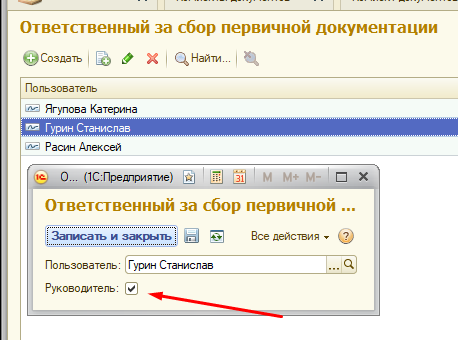 Ответственный за сбор первичной документации
Создать
Найти...
Пользователь
Ягупова Катерина
Гурин Станислав
Расин Алексей
О... (1С:Предприятие)
31
M M+ M-
Ответственный за сбор первичной ...
Записать и закрыть
Все действия
?
Пользователь: Гурин Станислав ...
Руководитель: